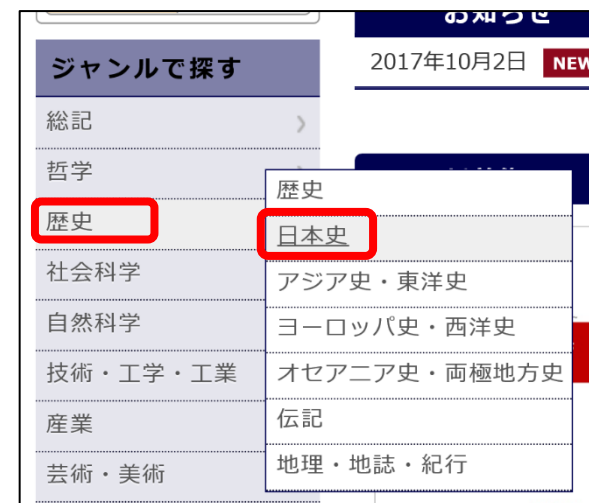 お知らせ
2017年10月2日 NEW
ジャンルで探す
総記
哲学
歴史
社会科学
自然科学
技術・工学・工業
産業
芸術・美術
歴史
日本史
アジア史・東洋史
ヨーロッパ史・西洋史
オセアニア史・両極地方史
伝記
地理・地誌・紀行